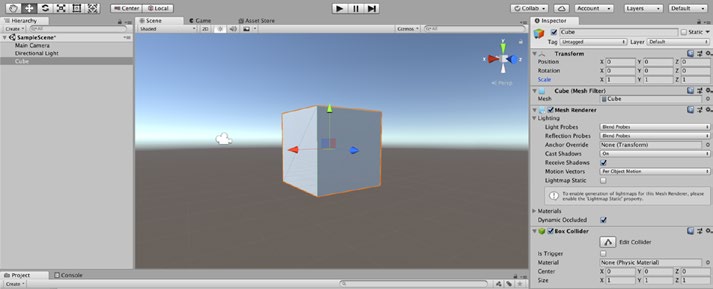 Center Local Collab Account Layers Default
Hierarchy
Create All
SampleScene*
Main Camera
Directional Light
Cube
Scene Game Asset Store
Shaded 2D Gizmos All
y
x z
Persp
Project Console
Create
Inspector
Cube Static
Tag Untagged Layer Default
Transform
Position X 0 Y 0 Z 0
Rotation X 0 Y 0 Z 0
Scale X 1 Y 1 Z 1
Cube (Mesh Filter)
Mesh Cube
Mesh Renderer
Lighting
Light Probes Blend Probes
Reflection Probes Blend Probes
Anchor Override None (Transform)
Cast Shadows On
Receive Shadows
Motion Vectors Per Object Motion
Lightmap Static
To enable generation of lightmaps for this Mesh Renderer, please
enable the 'Lightmap Static' property.
Materials
Dynamic Occluded
Box Collider
Edit Collider
Is Trigger
Material None (Physic Material)
Center X 0 Y 0 Z 0
Size X 1 Y 1 Z 1